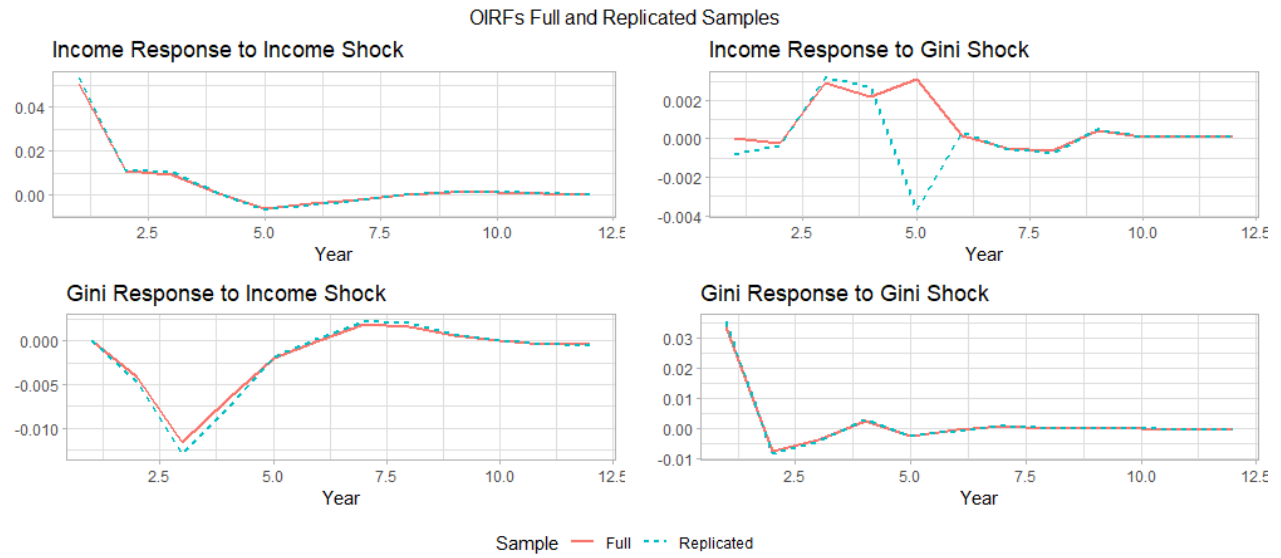 OIRFs Full and Replicated Samples
Income Response to Income Shock
0.04
0.02
0.00
2.5 5.0 7.5 10.0 12.5
Year
Income Response to Gini Shock
0.002
0.000
-0.002
-0.004
2.5 5.0 7.5 10.0 12.5
Year
Gini Response to Income Shock
0.000
-0.005
-0.010
2.5 5.0 7.5 10.0 12.5
Year
Gini Response to Gini Shock
0.03
0.02
0.01
0.00
-0.01
2.5 5.0 7.5 10.0 12.5
Year
Sample Full Replicated